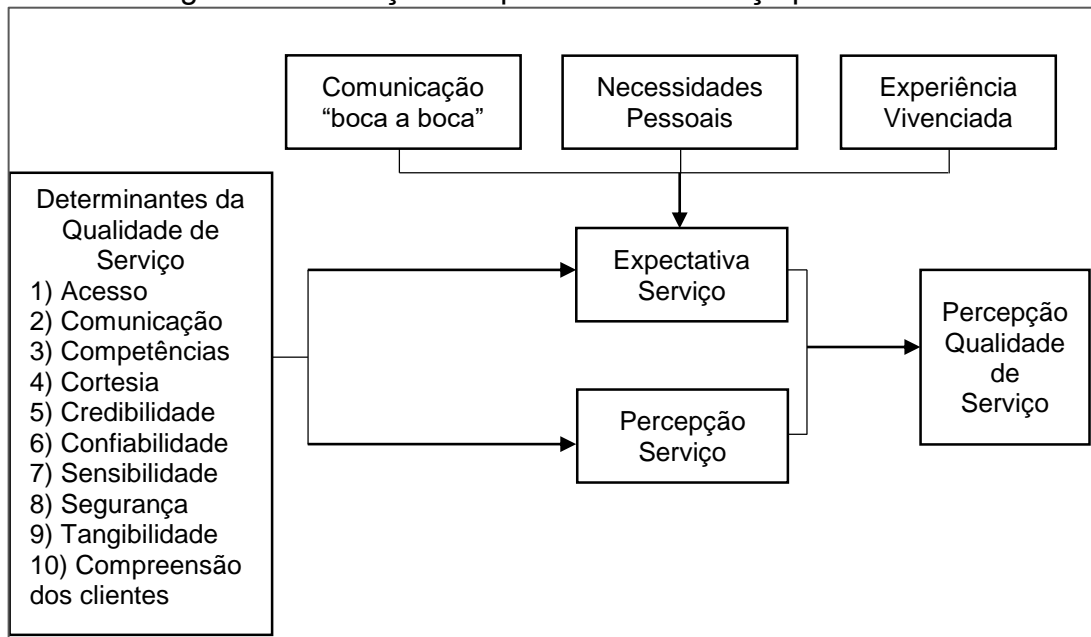 Comunicação
“boca a boca”
Necessidades
Pessoais
Experiência
Vivenciada
Determinantes da
Qualidade de
Serviço
1) Acesso
2) Comunicação
3) Competências
4) Cortesia
5) Credibilidade
6) Confiabilidade
7) Sensibilidade
8) Segurança
9) Tangibilidade
10) Compreensão
dos clientes
Expectativa
Serviço
Percepção
Serviço
Percepção
Qualidade
de
Serviço